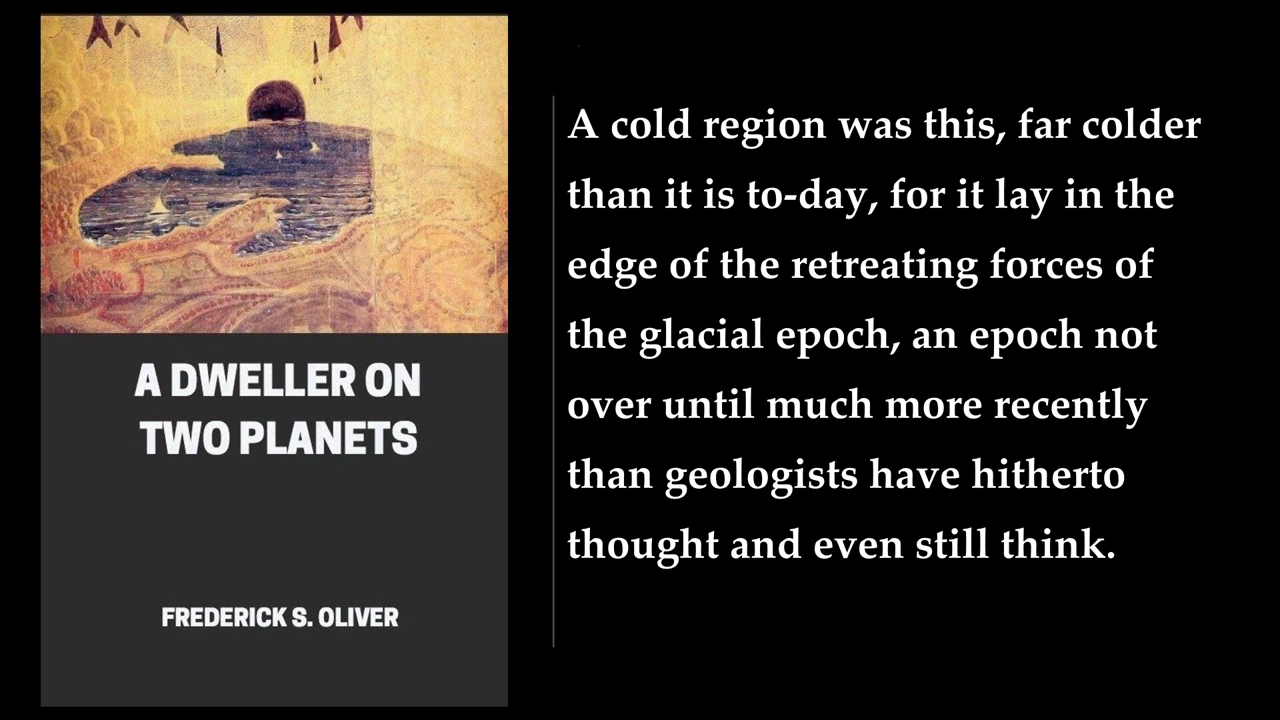 A DWELLER ON
TWO PLANETS
FREDERICK S. OLIVER
A cold region was this, far colder
than it is to-day, for it lay in the
edge of the retreating forces of
the glacial epoch, an epoch not
over until much more recently
than geologists have hitherto
thought and even still think.